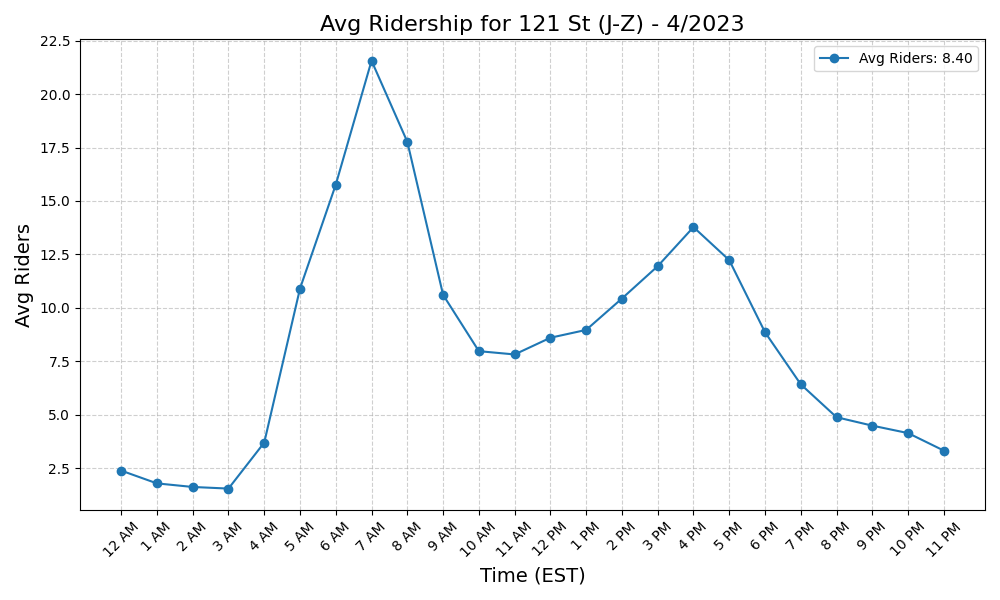 Avg Ridership for 121 St (J-Z) - 4/2023
Avg Riders: 8.40
Avg Riders
22.5
20.0
17.5
15.0
12.5
10.0
7.5
5.0
2.5
12 AM
1 AM
2 AM
3 AM
4 AM
5 AM
6 AM
7 AM
8 AM
9 AM
10 AM
11 AM
12 PM
1 PM
2 PM
3 PM
4 PM
5 PM
6 PM
7 PM
8 PM
9 PM
10 PM
11 PM
Time (EST)